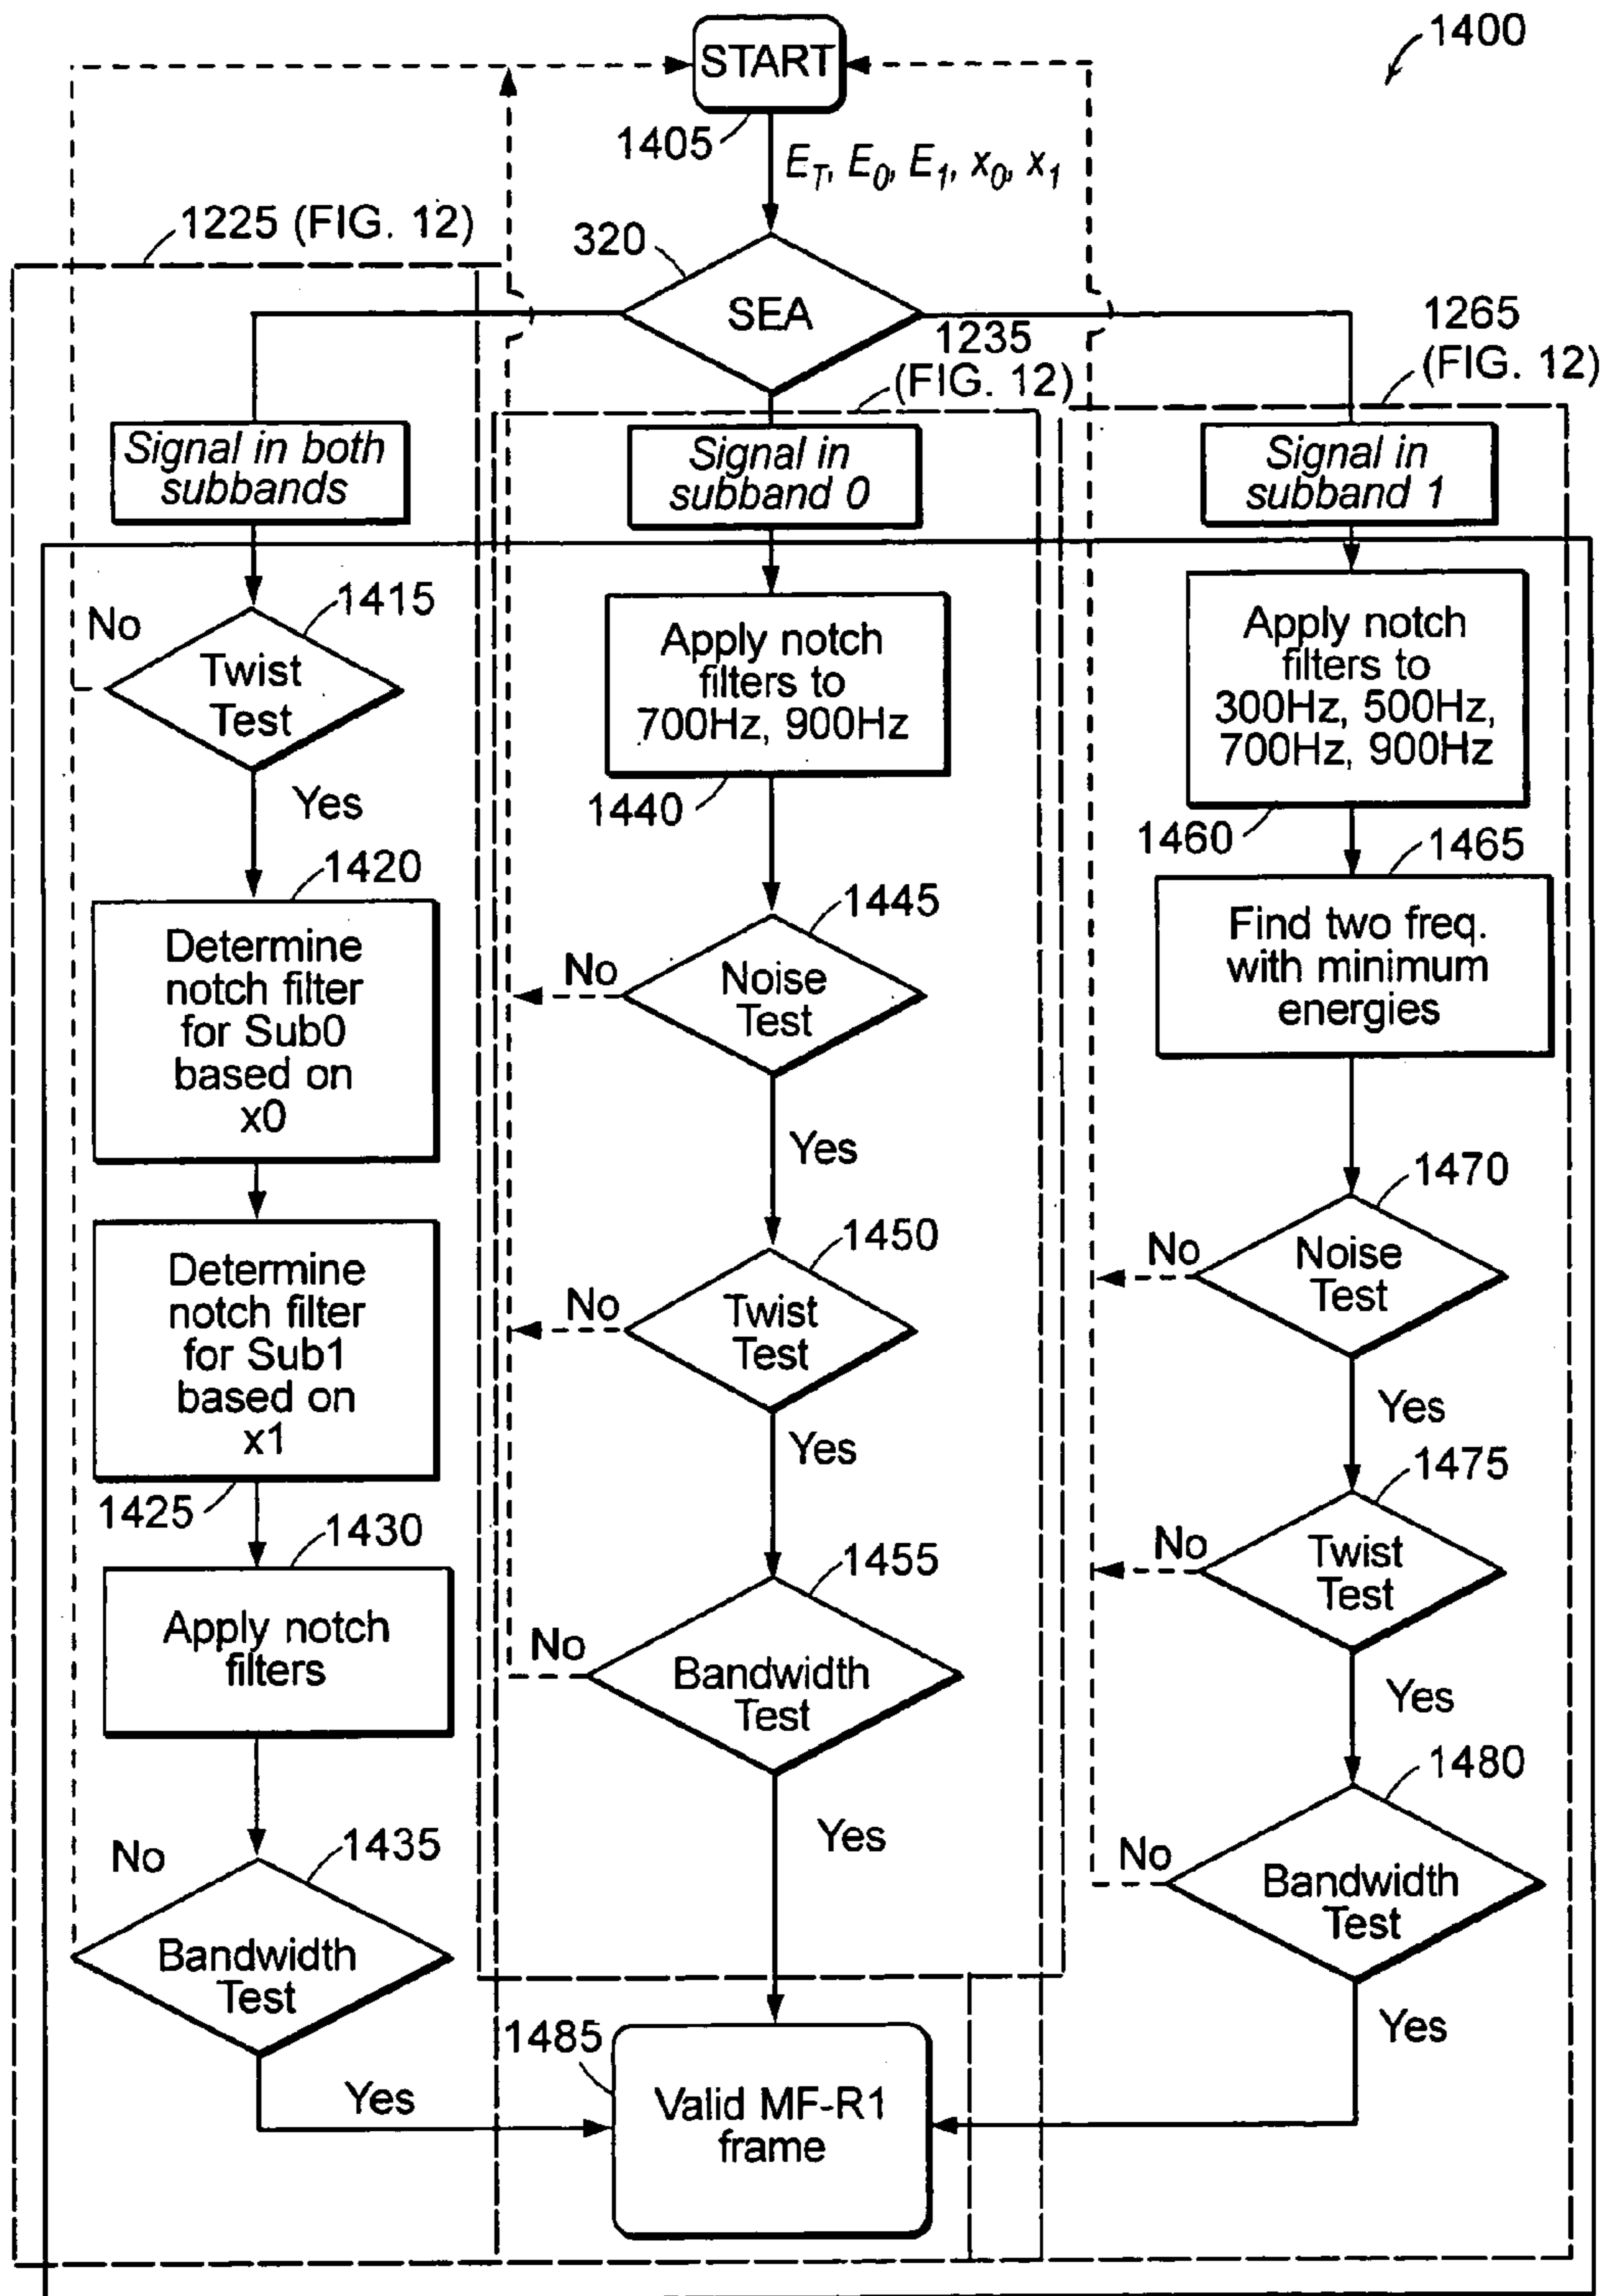 1400
START
1405
E_T, E_0, E_1, x_0, x_1
1225 (FIG. 12)
320
SEA
1235
(FIG. 12)
1265
(FIG. 12)
Signal in both
subbands
Signal in
subband 0
Signal in
subband 1
No
1415
Twist
Test
Yes
1420
Determine
notch filter
for Sub0
based on
x0
Determine
notch filter
for Sub1
based on
x1
1425
1430
Apply notch
filters
No
1435
Bandwidth
Test
Yes
Apply notch
filters to
700Hz, 900Hz
1440
1445
No
Noise
Test
Yes
1450
No
Twist
Test
Yes
1455
No
Bandwidth
Test
Yes
Apply notch
filters to
300Hz, 500Hz,
700Hz, 900Hz
1460
1465
Find two freq.
with minimum
energies
1470
No
Noise
Test
Yes
1475
No
Twist
Test
Yes
1480
No
Bandwidth
Test
Yes
1485
Valid MF-R1
frame